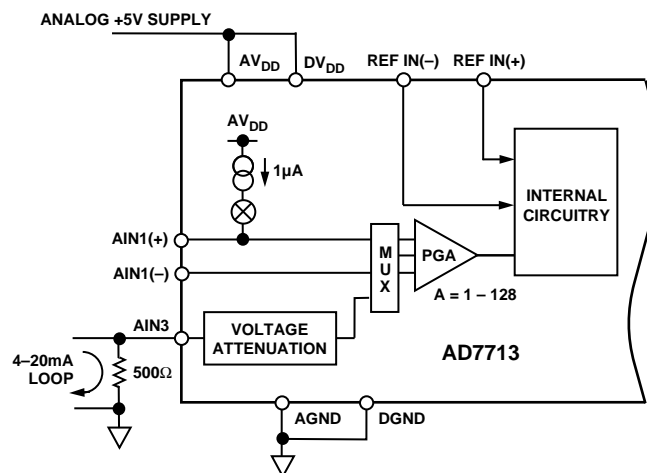 ANALOG +5V SUPPLY
AVDD
DVDD
REF IN(–)
REF IN(+)
AVDD
1µA
INTERNAL
CIRCUITRY
AIN1(+)
MUX
PGA
AIN1(–)
A = 1 – 128
AIN3
VOLTAGE
ATTENUATION
AD7713
4–20mA
LOOP
500Ω
AGND
DGND